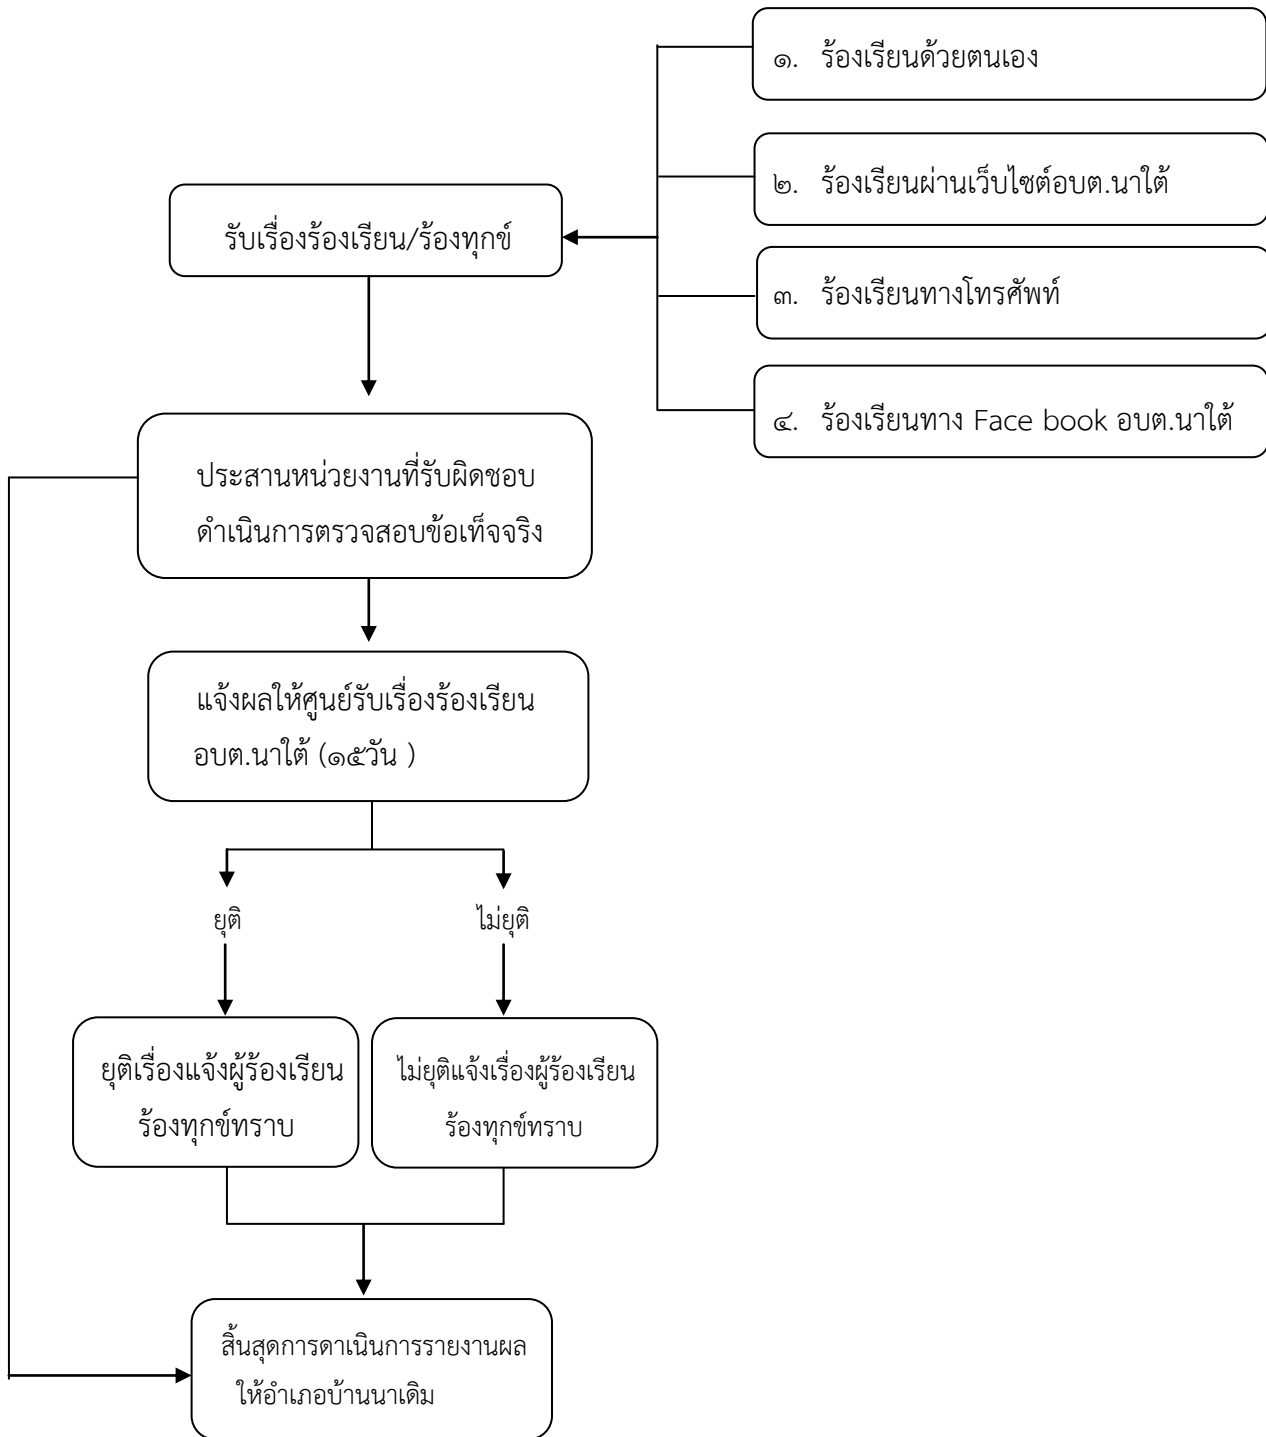 ๑. ร้องเรียนด้วยตนเอง
๒. ร้องเรียนผ่านเว็บไซต์อบต.นาใต้
รับเรื่องร้องเรียน/ร้องทุกข์
๓. ร้องเรียนทางโทรศัพท์
๔. ร้องเรียนทาง Face book อบต.นาใต้
ประสานหน่วยงานที่รับผิดชอบ
ดำเนินการตรวจสอบข้อเท็จจริง
แจ้งผลให้ศูนย์รับเรื่องร้องเรียน
อบต.นาใต้ (๑๕วัน )
ยุติ
ไม่ยุติ
ยุติเรื่องแจ้งผู้ร้องเรียน
ร้องทุกข์ทราบ
ไม่ยุติแจ้งเรื่องผู้ร้องเรียน
ร้องทุกข์ทราบ
สิ้นสุดการดาเนินการรายงานผล
ให้อำเภอบ้านนาเดิม